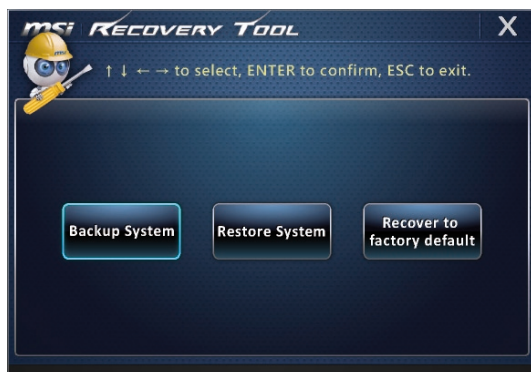 msi RECOVERY TOOL X
↑ ↓ ← → to select, ENTER to confirm, ESC to exit.
Backup System
Restore System
Recover to
factory default